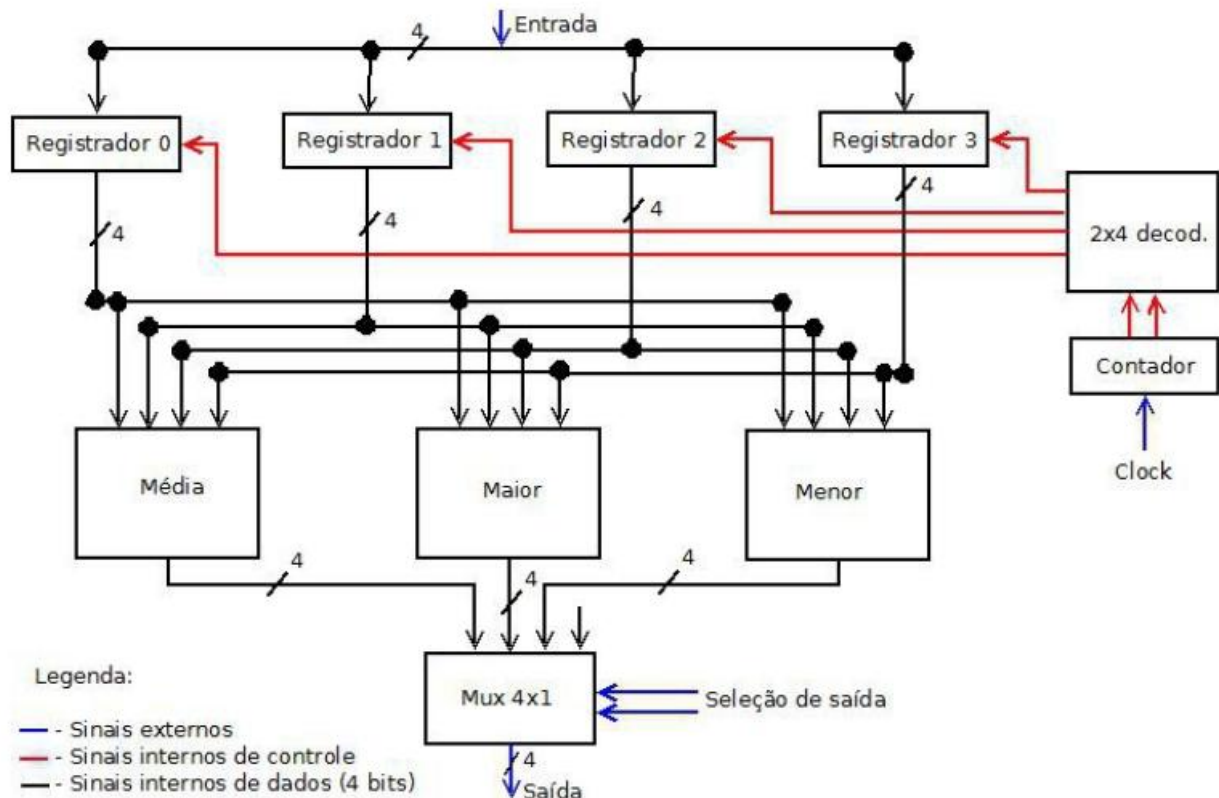 4
Entrada
Registrador 0
Registrador 1
Registrador 2
Registrador 3
4
4
4
4
2x4 decod.
Contador
Clock
Média
Maior
Menor
4
4
4
Legenda:
Mux 4x1
Seleção de saída
- Sinais externos
- Sinais internos de controle
- Sinais internos de dados (4 bits)
4
Saída